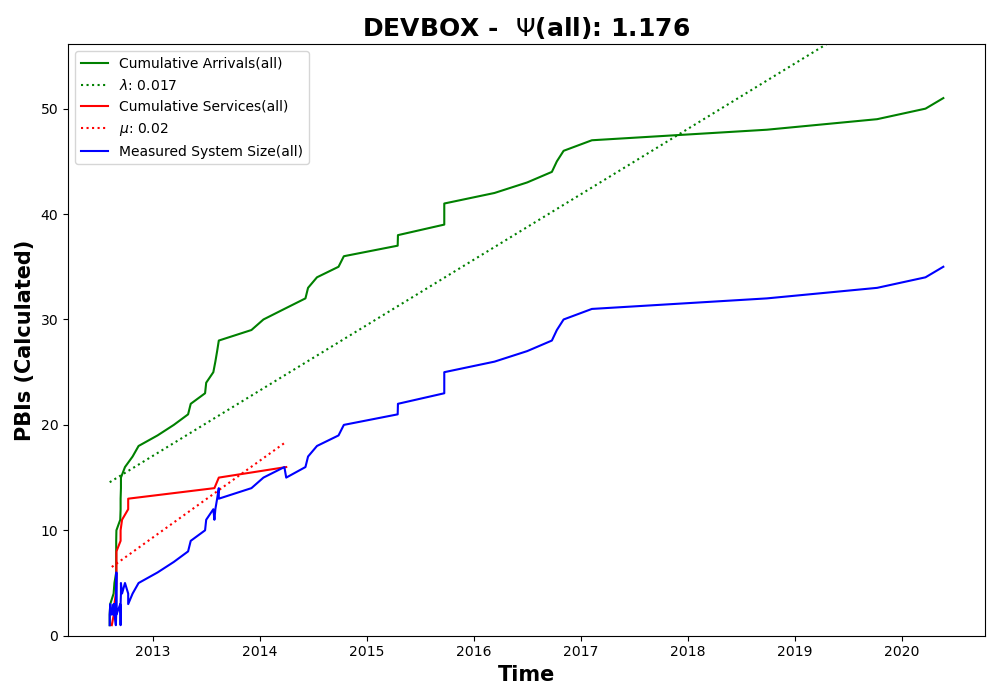 DEVBOX - Ψ(all): 1.176
Cumulative Arrivals(all)
λ: 0.017
Cumulative Services(all)
μ: 0.02
Measured System Size(all)
PBIs (Calculated)
50
40
30
20
10
0
2013 2014 2015 2016 2017 2018 2019 2020
Time